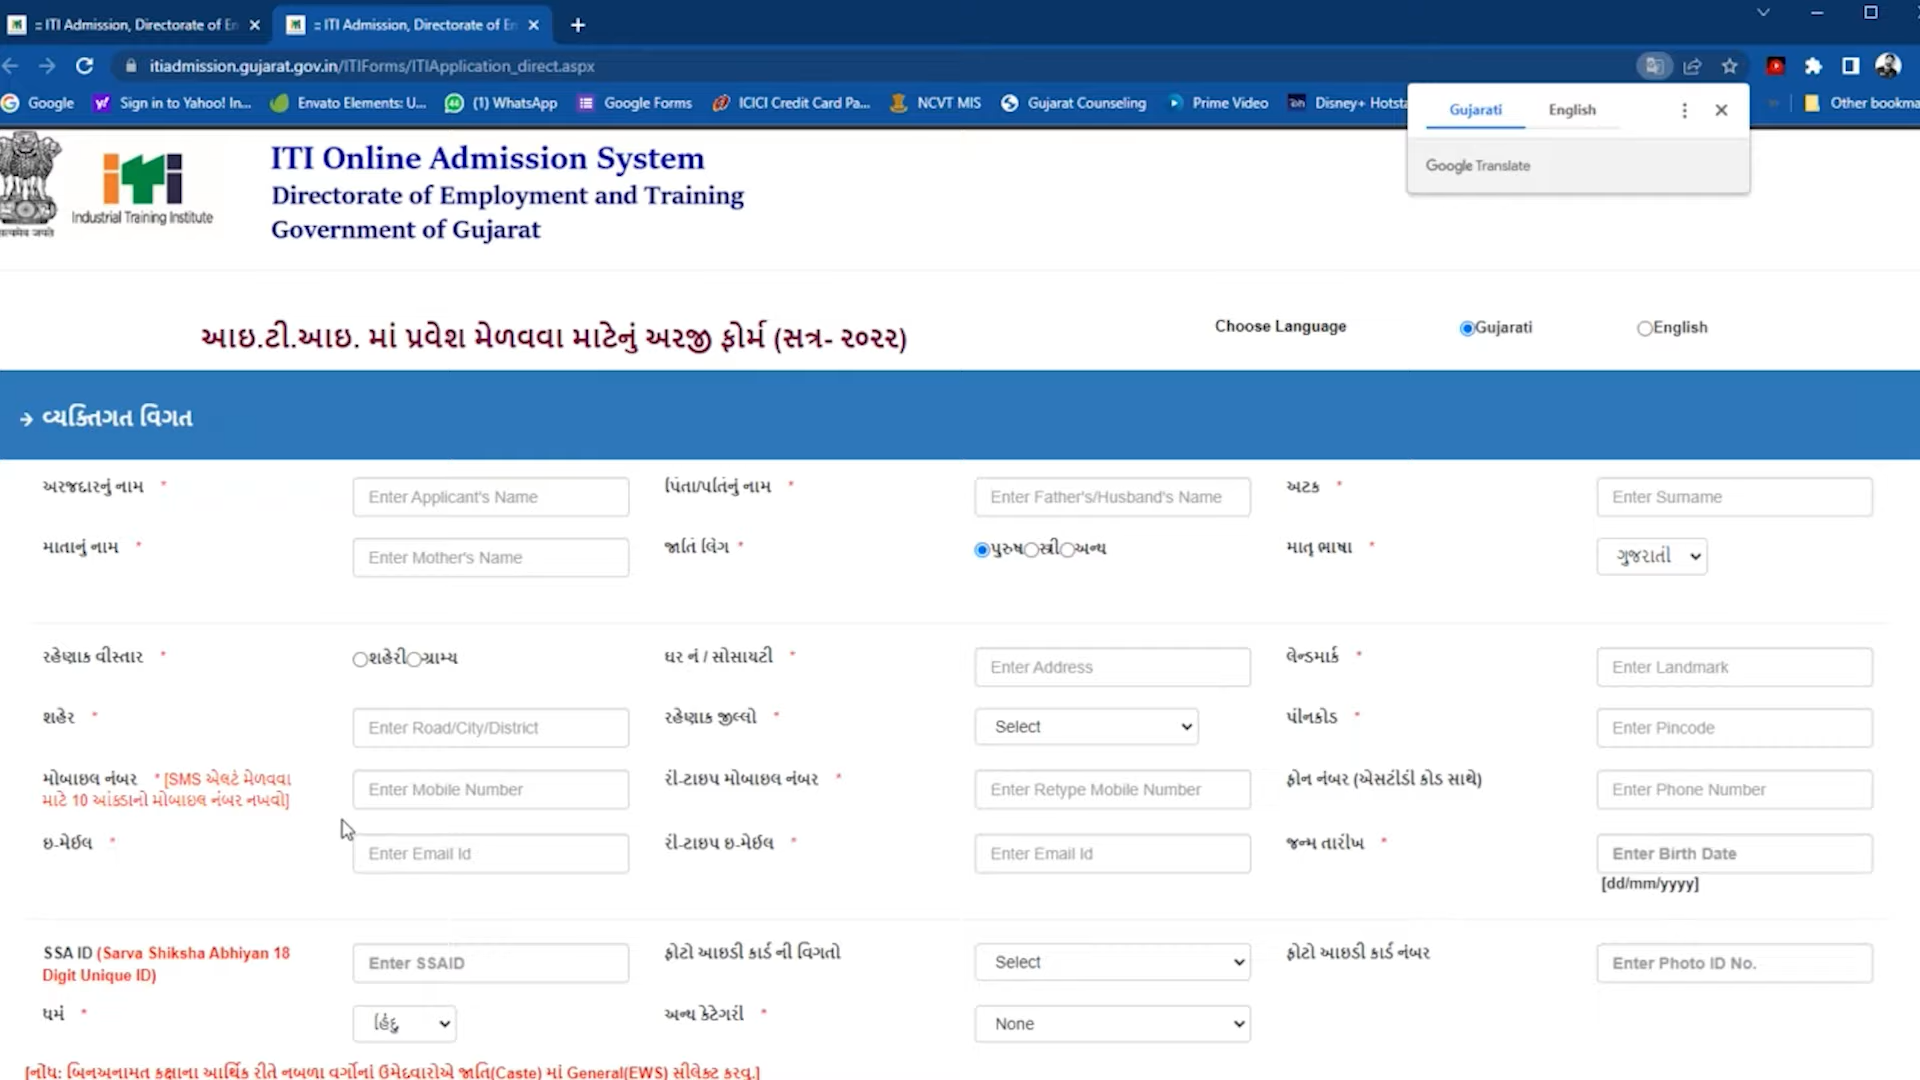 :: ITI Admission, Directorate of En
:: ITI Admission, Directorate of En
itiadmission.gujarat.gov.in/ITIForms/ITIApplication_direct.aspx
Google
Sign in to Yahoo! In...
Envato Elements: U...
(1) WhatsApp
Google Forms
ICICI Credit Card Pa...
NCVT MIS
Gujarat Counseling
Prime Video
Disney+ Hotsta
Other bookma
Gujarati English
Google Translate
सत्यमेव जयते
iTi
Industrial Training Institute
ITI Online Admission System
Directorate of Employment and Training
Government of Gujarat
આઇ.ટી.આઇ. માં પ્રવેશ મેળવવા માટેનું અરજી ફોર્મ (સત્ર- ૨૦૨૨)
Choose Language Gujarati English
→ વ્યક્તિગત વિગત
અરજદારનું નામ * Enter Applicant's Name પિતા/પતિનું નામ * Enter Father's/Husband's Name અટક * Enter Surname
માતાનું નામ * Enter Mother's Name જાતિ લિંગ * પુરુષ સ્ત્રી અન્ય માતૃ ભાષા * ગુજરાતી
રહેણાક વીસ્તાર * શહેરી ગ્રામ્ય ઘર નં / સોસાયટી * Enter Address લેન્ડમાર્ક * Enter Landmark
શહેર * Enter Road/City/District રહેણાક જીલ્લો * Select પીનકોડ * Enter Pincode
મોબાઇલ નંબર * [SMS એલર્ટ મેળવવા માટે 10 આંકડાનો મોબાઇલ નંબર નખવો] Enter Mobile Number રી-ટાઇપ મોબાઇલ નંબર * Enter Retype Mobile Number ફોન નંબર (એસટીડી કોડ સાથે) Enter Phone Number
ઇ-મેઈલ * Enter Email Id રી-ટાઇપ ઇ-મેઈલ * Enter Email Id જન્મ તારીખ * Enter Birth Date
[dd/mm/yyyy]
SSA ID (Sarva Shiksha Abhiyan 18 Digit Unique ID) Enter SSAID ફોટો આઇડી કાર્ડ ની વિગતો Select ફોટો આઇડી કાર્ડ નંબર Enter Photo ID No.
ધર્મ * હિંદુ અન્ય કેટેગરી * None
[નોંધ: બિનઅનામત કક્ષાના આર્થિક રીતે નબળા વર્ગોનાં ઉમેદવારોએ જાતિ(Caste) માં General(EWS) સીલેક્ટ કરવુ.]